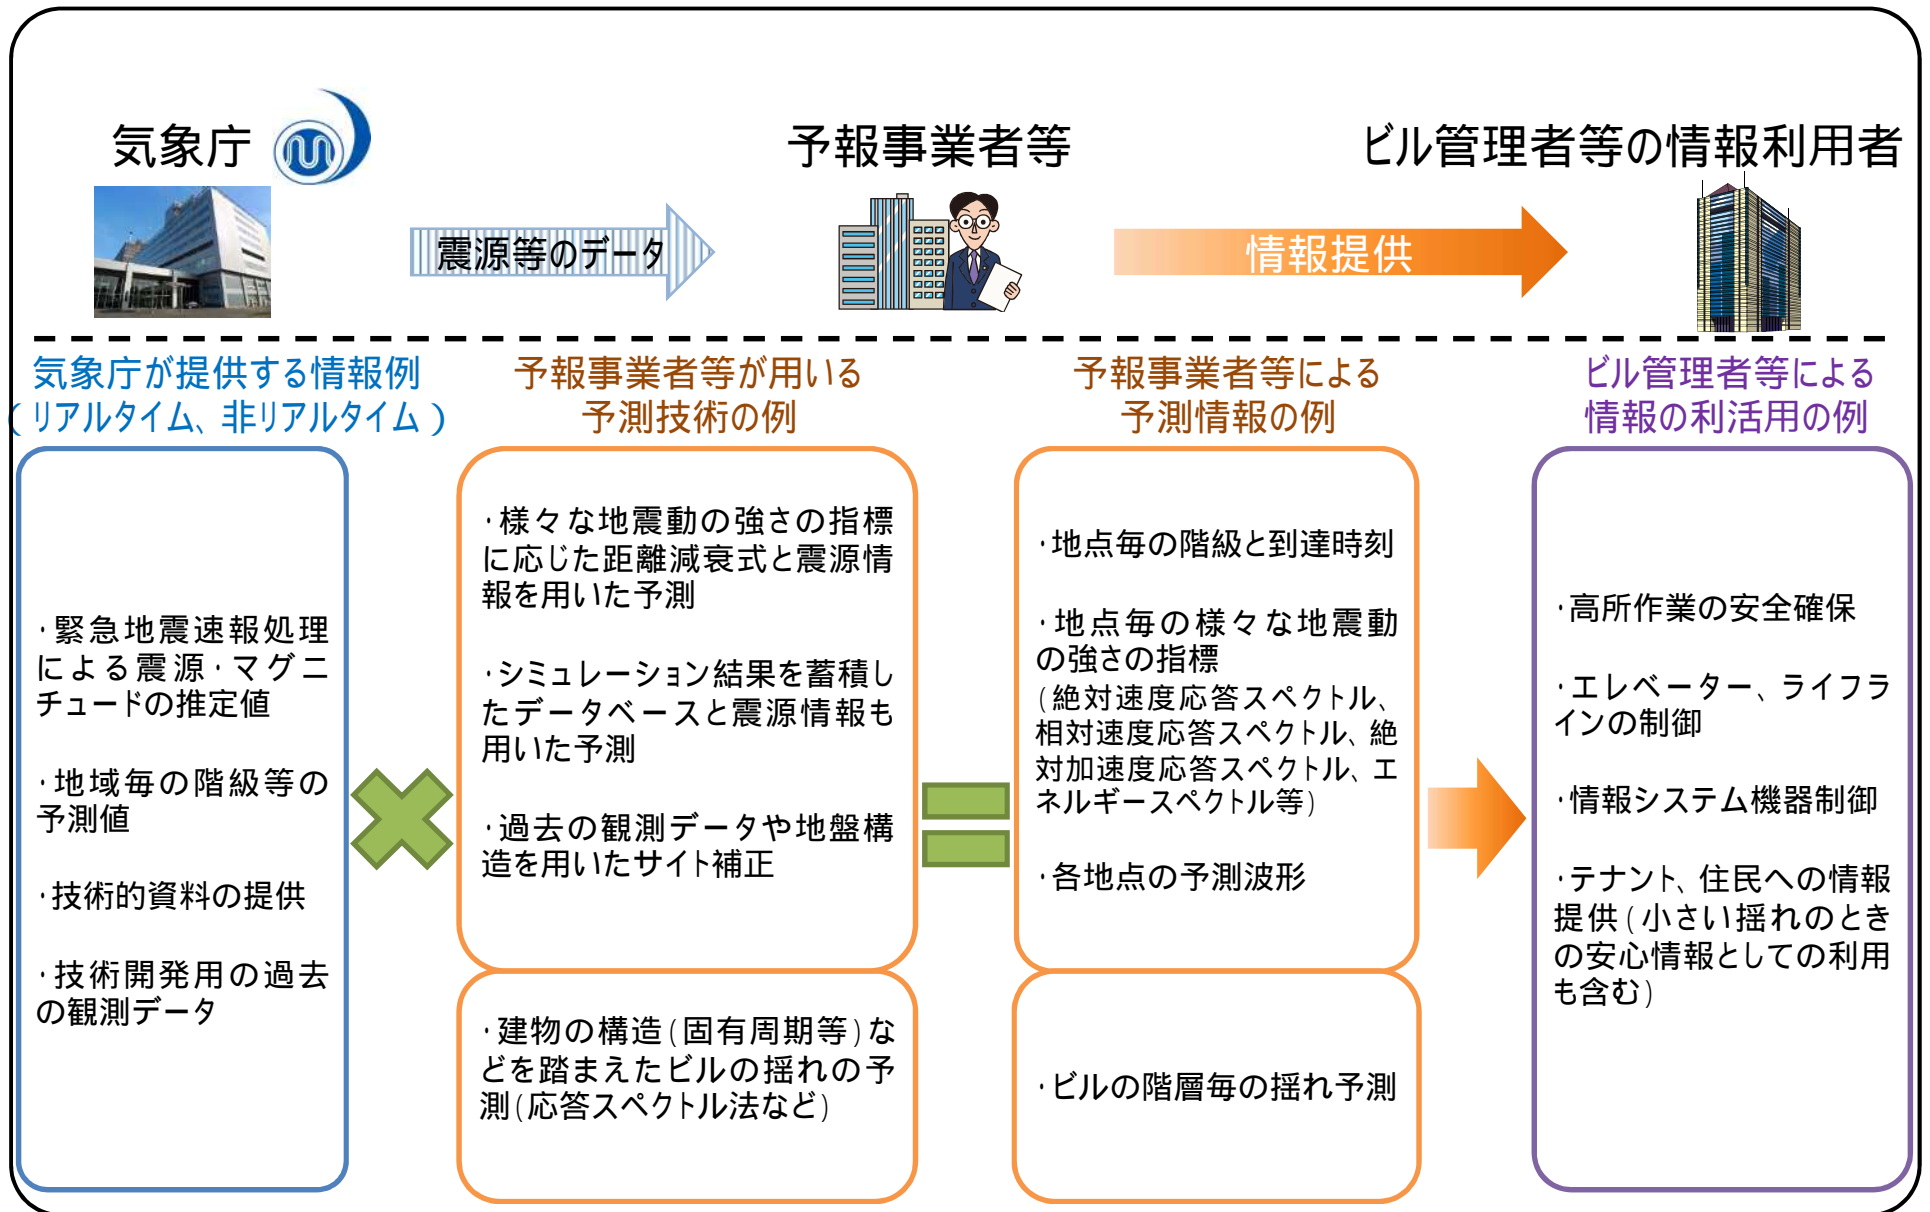 気象庁
予報事業者等
ビル管理者等の情報利用者
震源等のデータ
情報提供
気象庁が提供する情報例
(リアルタイム、非リアルタイム)
・緊急地震速報処理
による震源・マグニ
チュードの推定値
・地域毎の階級等の
予測値
・技術的資料の提供
・技術開発用の過去
の観測データ
予報事業者等が用いる
予測技術の例
・様々な地震動の強さの指標
に応じた距離減衰式と震源情
報を用いた予測
・シミュレーション結果を蓄積し
たデータベースと震源情報も
用いた予測
・過去の観測データや地盤構
造を用いたサイト補正
・建物の構造(固有周期等)な
どを踏まえたビルの揺れの予
測(応答スペクトル法など)
予報事業者等による
予測情報の例
・地点毎の階級と到達時刻
・地点毎の様々な地震動
の強さの指標
(絶対速度応答スペクトル、
相対速度応答スペクトル、絶
対加速度応答スペクトル、エ
ネルギースペクトル等)
・各地点の予測波形
・ビルの階層毎の揺れ予測
ビル管理者等による
情報の利活用の例
・高所作業の安全確保
・エレベーター、ライフラ
インの制御
・情報システム機器制御
・テナント、住民への情報
提供(小さい揺れのとき
の安心情報としての利用
も含む)